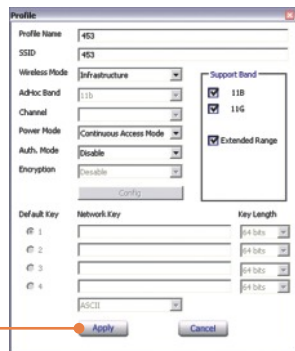 Profile
Profile Name 453
SSID 453
Wireless Mode Infrastructure
Support Band
AdHoc Band 11b
11B
Channel
11G
Power Mode Continuous Access Mode
Extended Range
Auth. Mode Disable
Encryption Desable
Config
Default Key Network Key Key Length
1 64 bits
2 64 bits
3 64 bits
4 64 bits
ASCII
Apply Cancel